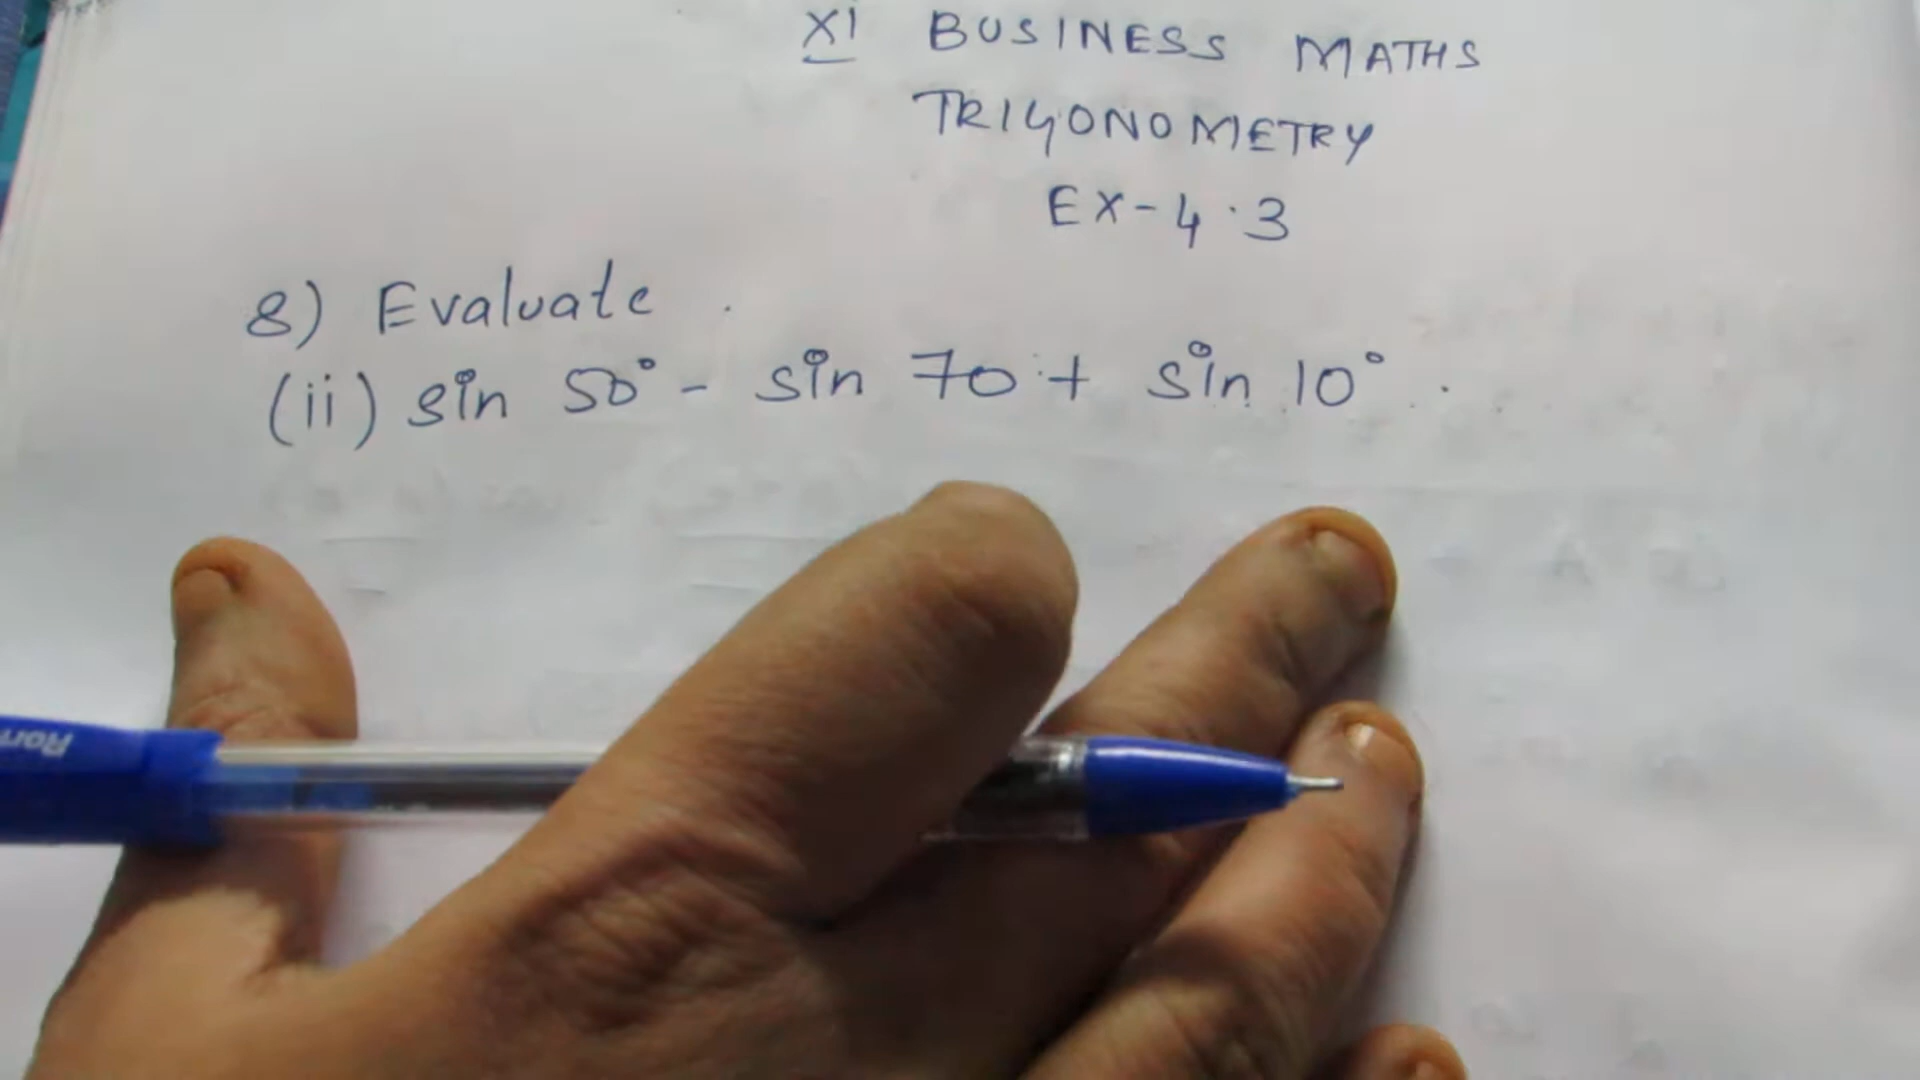 XI BUSINESS MATHS
TRIGONOMETRY
EX-4.3
8) Evaluate.
(ii) sin 50° - sin 70 + sin 10°.